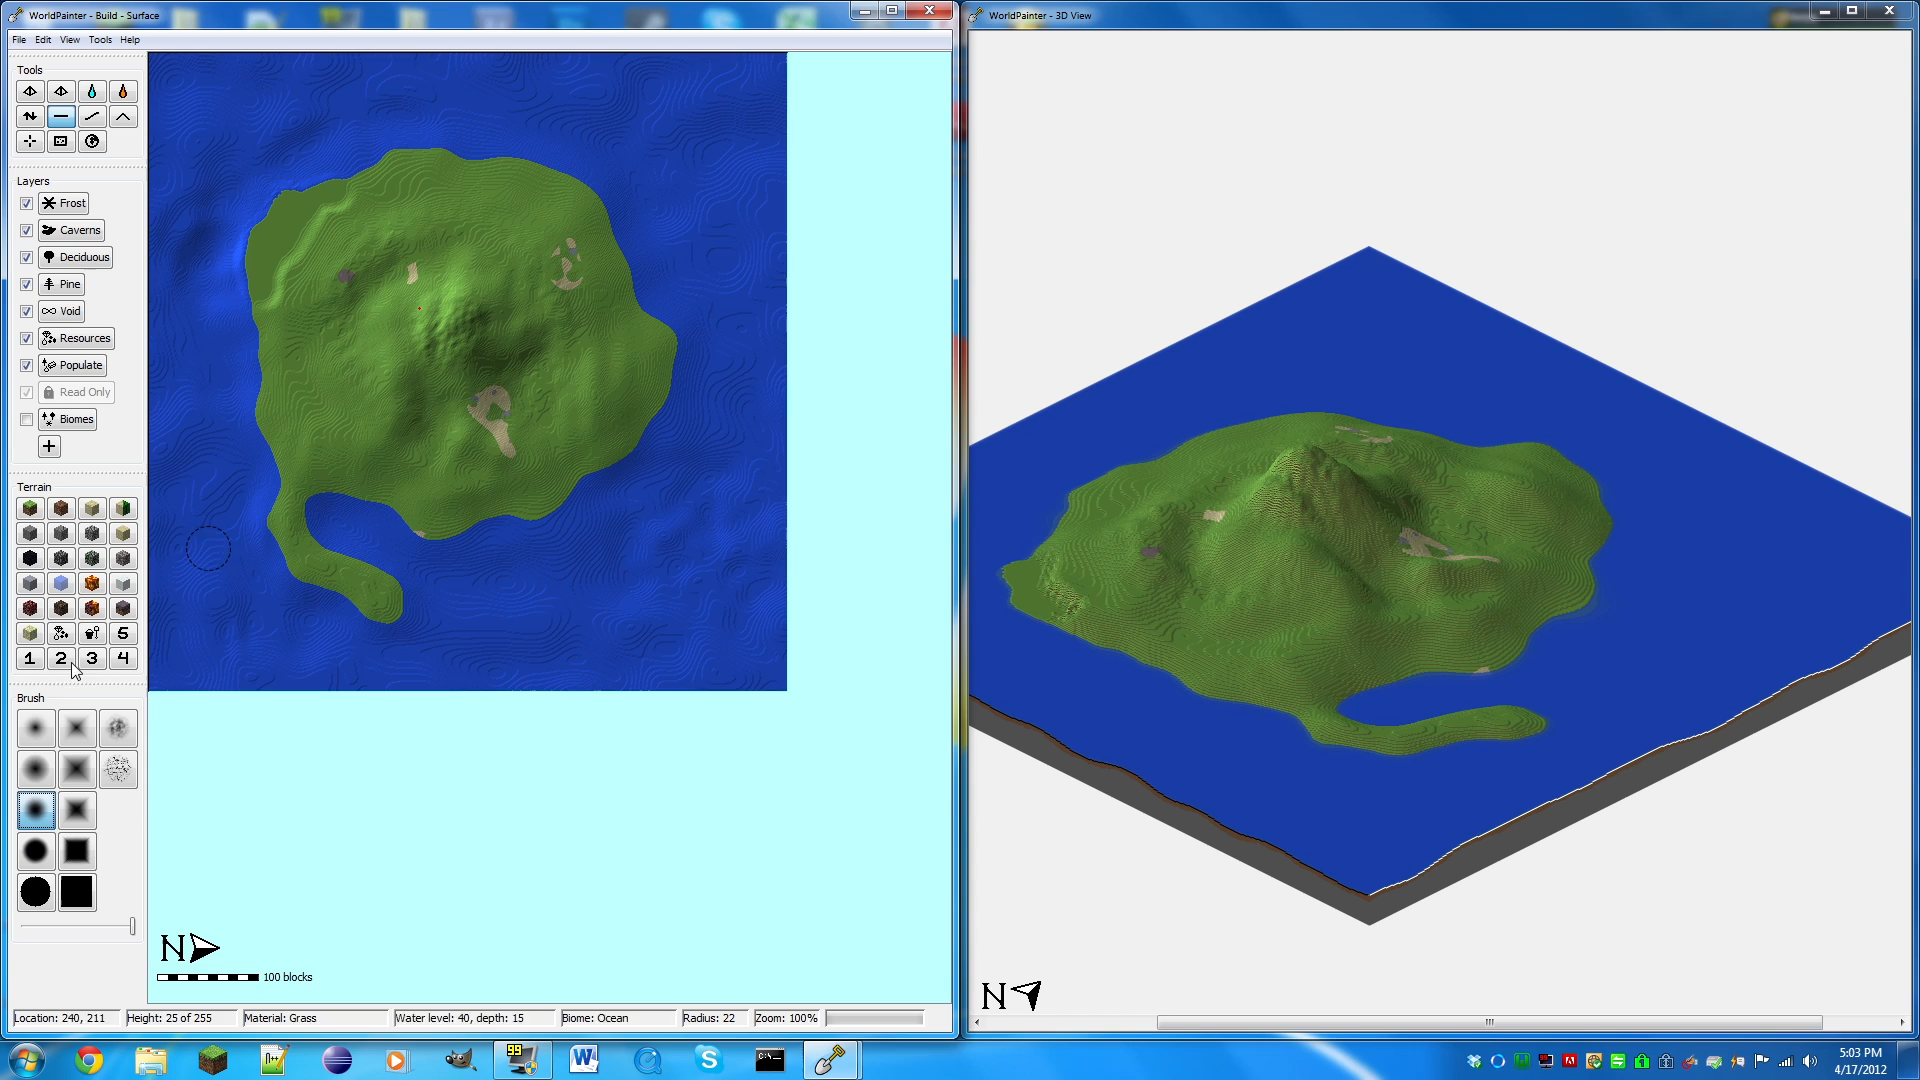 WorldPainter - Build - Surface
File Edit View Tools Help
Tools
Layers
Frost
Caverns
Deciduous
Pine
Void
Resources
Populate
Read Only
Biomes
Terrain
5
1 2 3 4
Brush
N
100 blocks
Location: 240, 211 Height: 25 of 255 Material: Grass Water level: 40, depth: 15 Biome: Ocean Radius: 22 Zoom: 100%
WorldPainter - 3D View
N
99
5:03 PM
4/17/2012